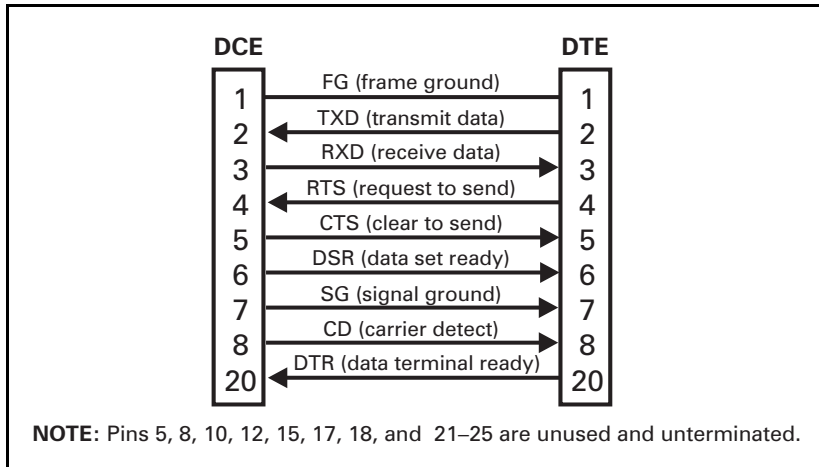 DCE DTE
1 FG (frame ground) 1
2 TXD (transmit data) 2
3 RXD (receive data) 3
4 RTS (request to send) 4
5 CTS (clear to send) 5
6 DSR (data set ready) 6
7 SG (signal ground) 7
8 CD (carrier detect) 8
20 DTR (data terminal ready) 20
NOTE: Pins 5, 8, 10, 12, 15, 17, 18, and 21–25 are unused and unterminated.